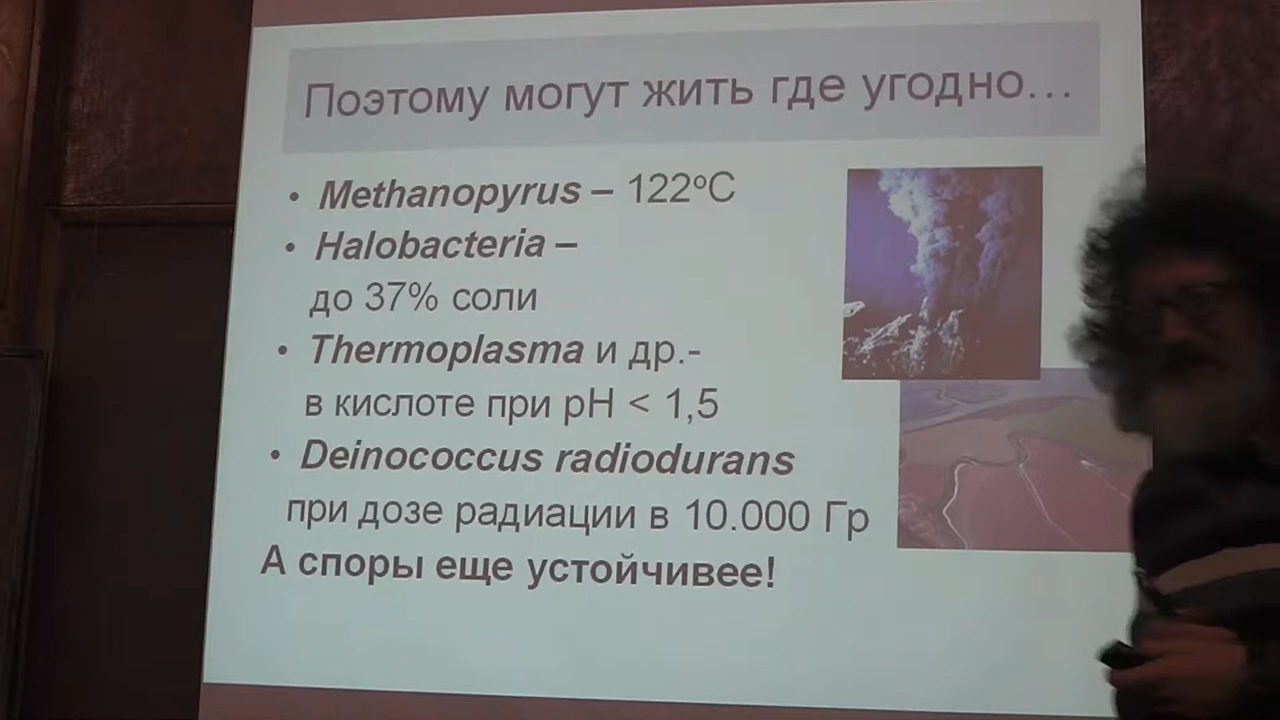 Поэтому могут жить где угодно…
• Methanopyrus – 122ºC
• Halobacteria –
до 37% соли
• Thermoplasma и др.-
в кислоте при pH < 1,5
• Deinococcus radiodurans
при дозе радиации в 10.000 Гр
А споры еще устойчивее!